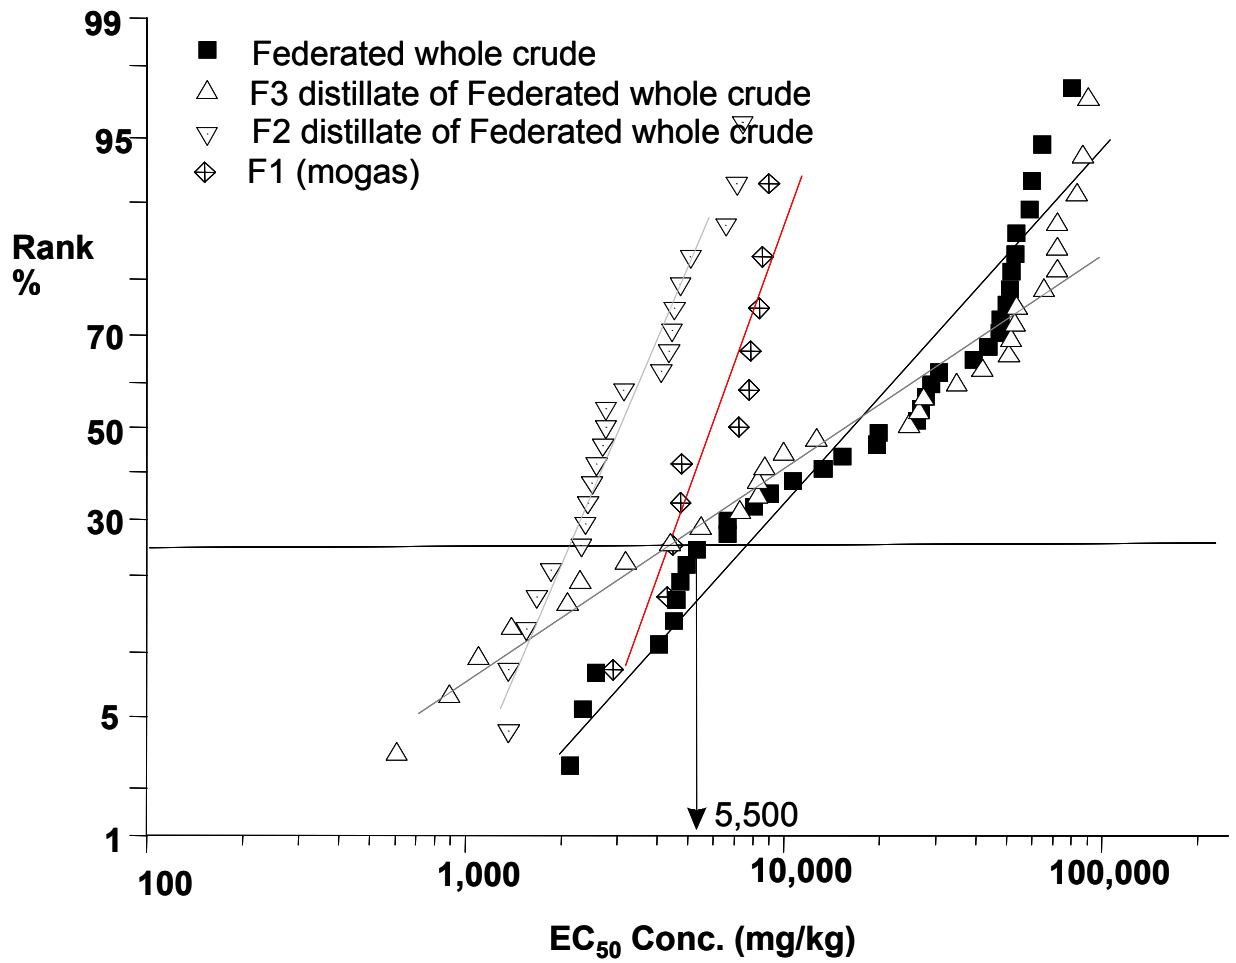 99
Federated whole crude
F3 distillate of Federated whole crude
F2 distillate of Federated whole crude
95
F1 (mogas)
Rank
%
70
50
30
5
5,500
1
100
1,000
10,000
100,000
EC50 Conc. (mg/kg)